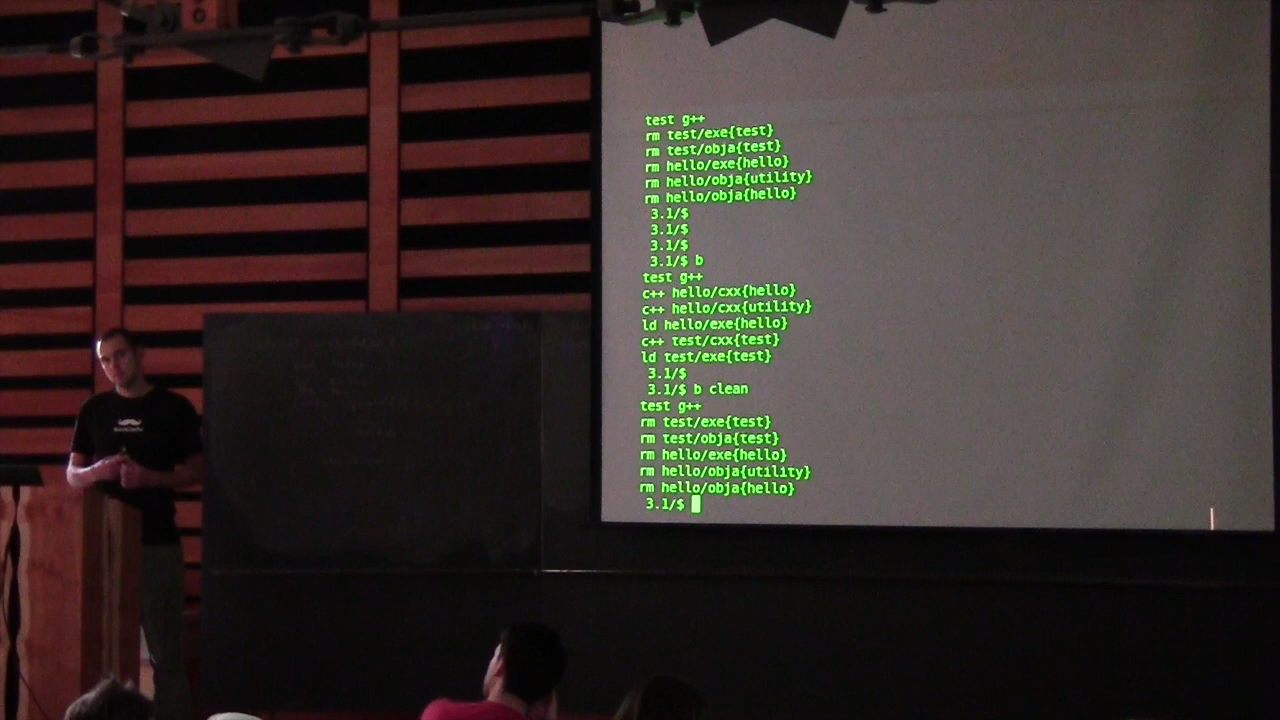 test g++
rm test/exe{test}
rm test/obja{test}
rm hello/exe{hello}
rm hello/obja{utility}
rm hello/obja{hello}
3.1/$
3.1/$
3.1/$
3.1/$ b
test g++
c++ hello/cxx{hello}
c++ hello/cxx{utility}
ld hello/exe{hello}
c++ test/cxx{test}
ld test/exe{test}
3.1/$
3.1/$ b clean
test g++
rm test/exe{test}
rm test/obja{test}
rm hello/exe{hello}
rm hello/obja{utility}
rm hello/obja{hello}
3.1/$